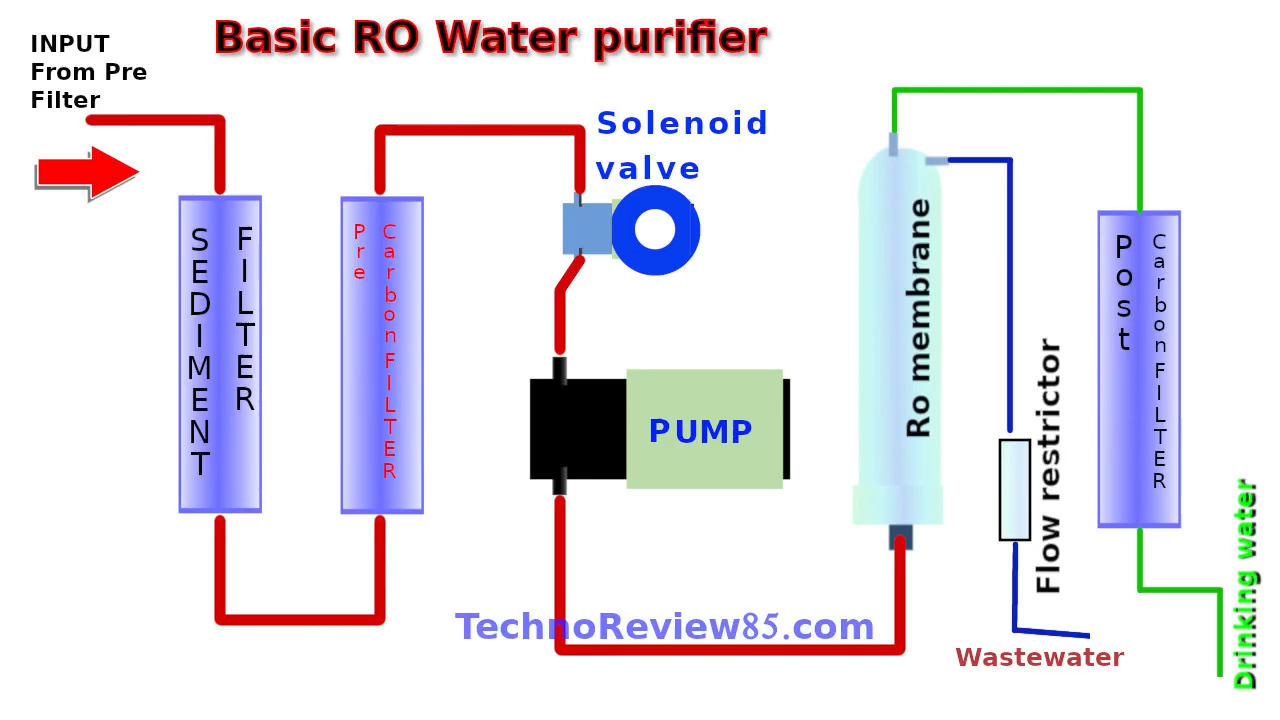 Basic RO Water purifier
INPUT
From Pre
Filter
Solenoid
valve
SEDIMENT
FILTER
Pre
Carbon FILTER
PUMP
Ro membrane
Flow restrictor
Post
Carbon FILTER
Drinking water
TechnoReview85.com
Wastewater